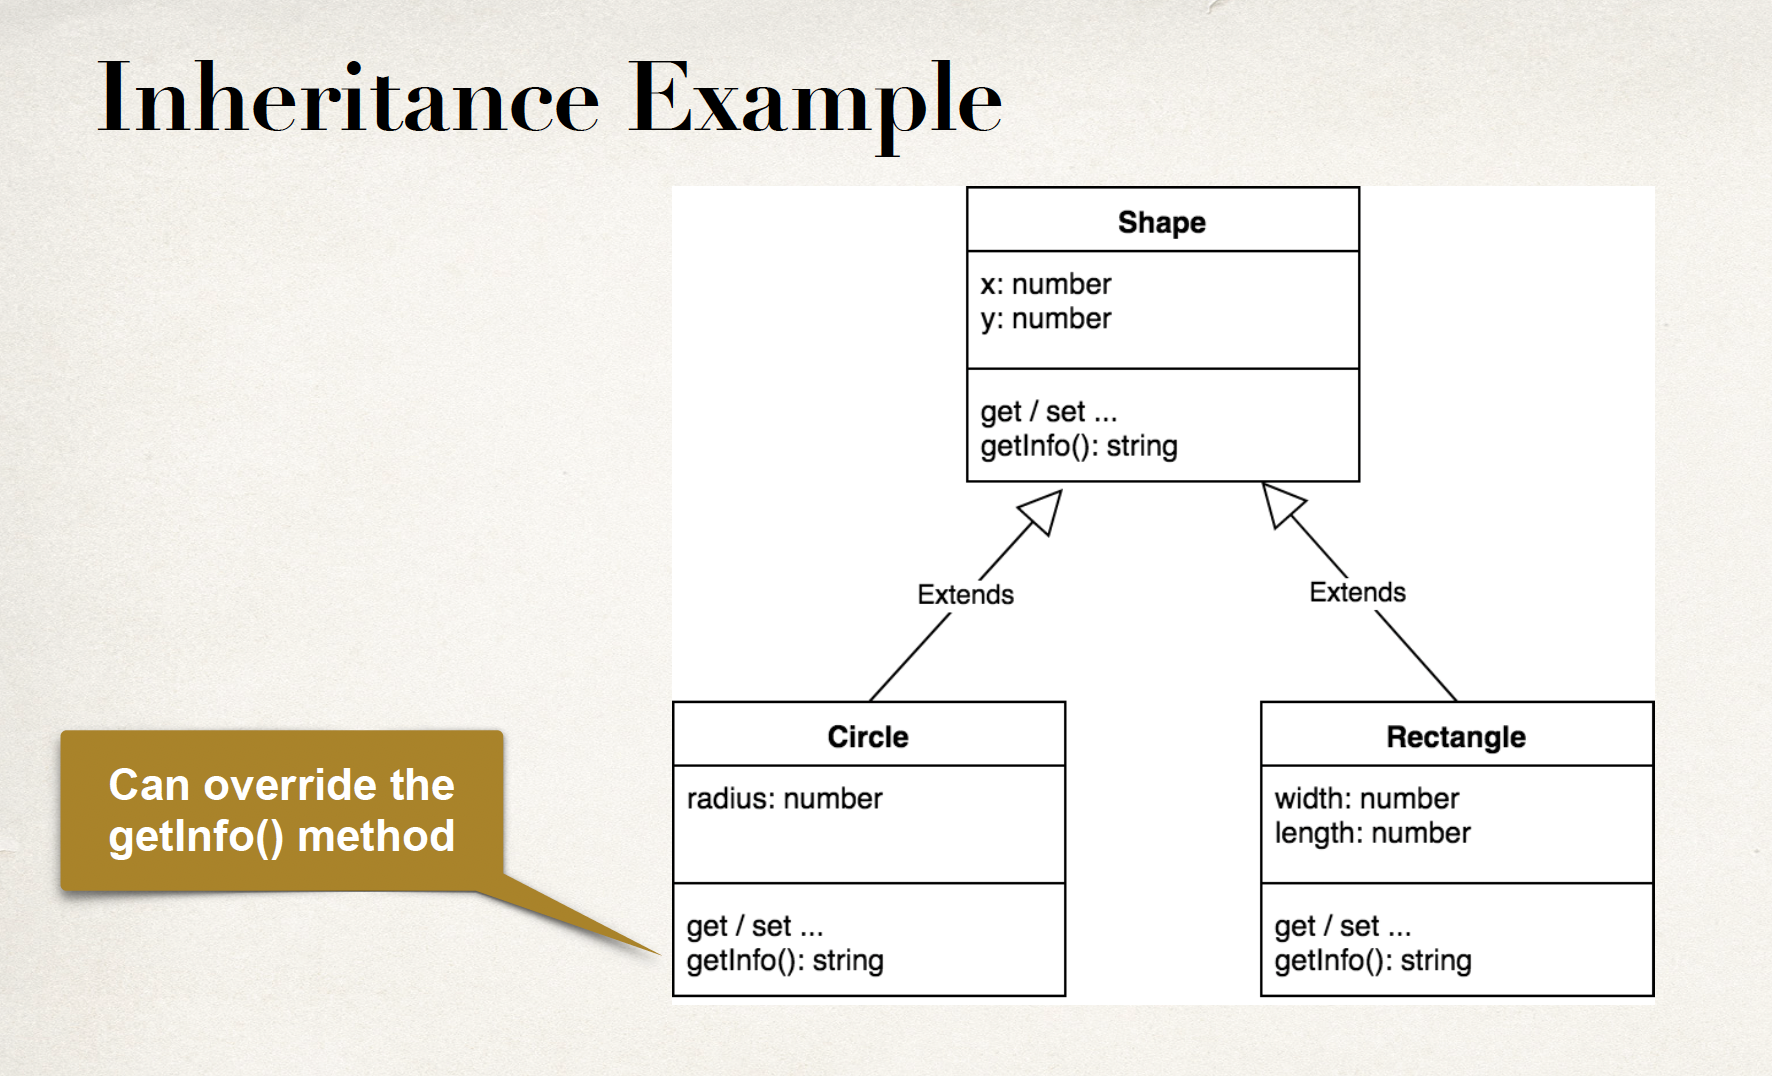 Inheritance Example
Shape
x: number
y: number
get / set ...
getInfo(): string
Extends
Extends
Circle
radius: number
get / set ...
getInfo(): string
Rectangle
width: number
length: number
get / set ...
getInfo(): string
Can override the
getInfo() method